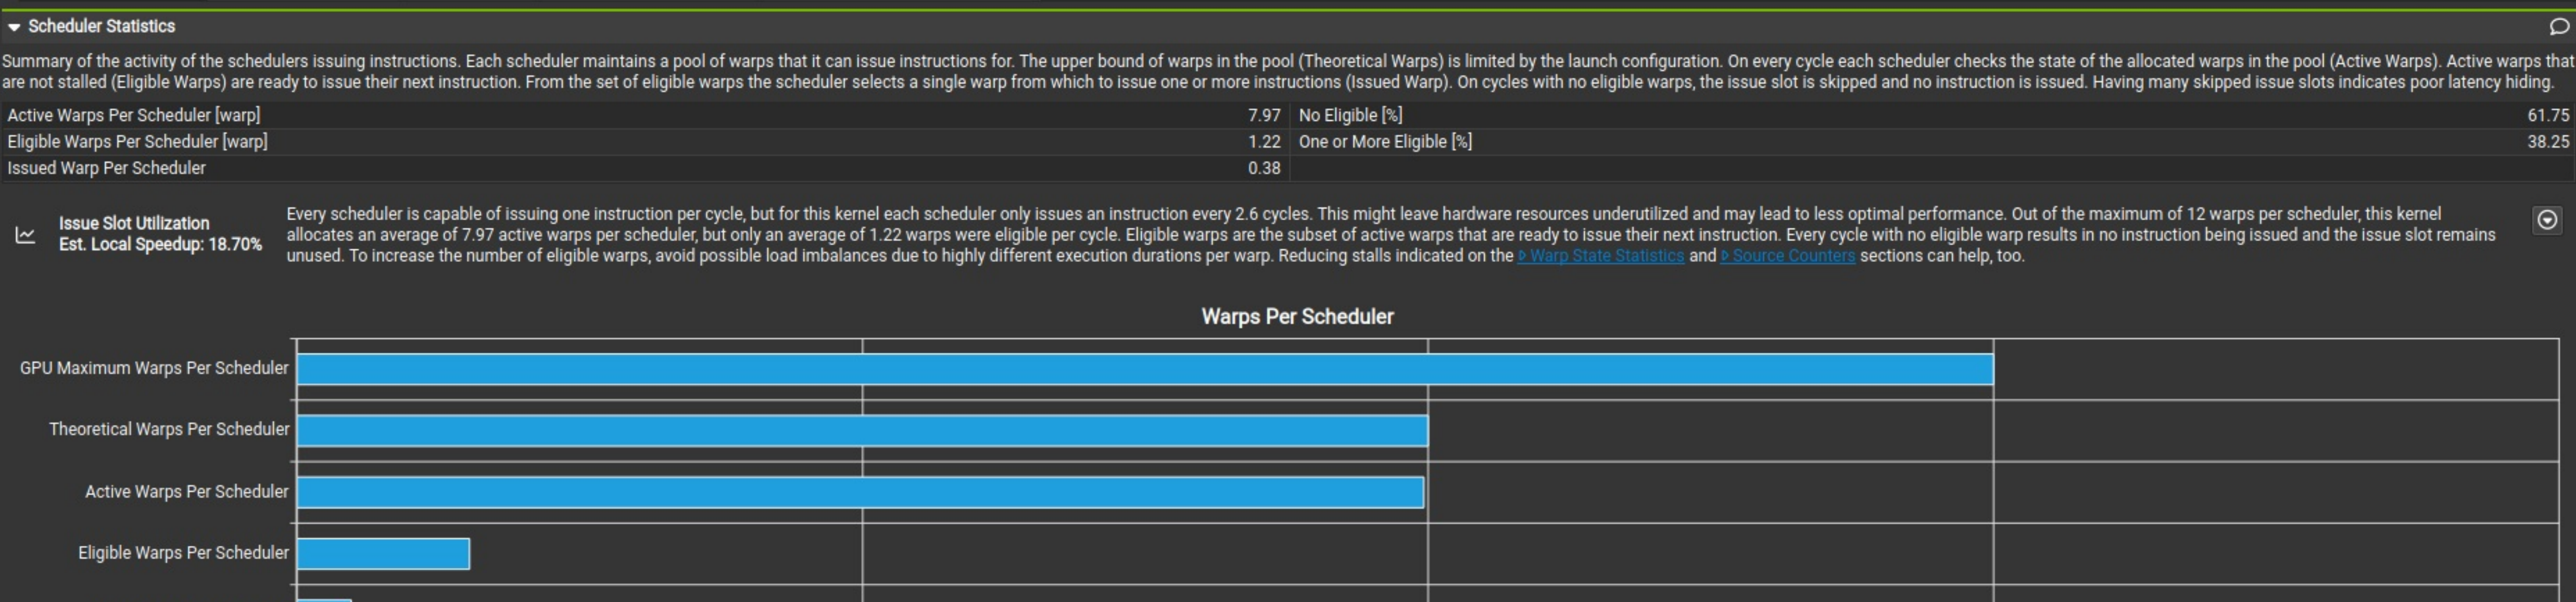 Scheduler Statistics
Summary of the activity of the schedulers issuing instructions. Each scheduler maintains a pool of warps that it can issue instructions for. The upper bound of warps in the pool (Theoretical Warps) is limited by the launch configuration. On every cycle each scheduler checks the state of the allocated warps in the pool (Active Warps). Active warps that
are not stalled (Eligible Warps) are ready to issue their next instruction. From the set of eligible warps the scheduler selects a single warp from which to issue one or more instructions (Issued Warp). On cycles with no eligible warps, the issue slot is skipped and no instruction is issued. Having many skipped issue slots indicates poor latency hiding.
Active Warps Per Scheduler [warp] 7.97 No Eligible [%] 61.75
Eligible Warps Per Scheduler [warp] 1.22 One or More Eligible [%] 38.25
Issued Warp Per Scheduler 0.38
Issue Slot Utilization
Est. Local Speedup: 18.70%
Every scheduler is capable of issuing one instruction per cycle, but for this kernel each scheduler only issues an instruction every 2.6 cycles. This might leave hardware resources underutilized and may lead to less optimal performance. Out of the maximum of 12 warps per scheduler, this kernel
allocates an average of 7.97 active warps per scheduler, but only an average of 1.22 warps were eligible per cycle. Eligible warps are the subset of active warps that are ready to issue their next instruction. Every cycle with no eligible warp results in no instruction being issued and the issue slot remains
unused. To increase the number of eligible warps, avoid possible load imbalances due to highly different execution durations per warp. Reducing stalls indicated on the Warp State Statistics and Source Counters sections can help, too.
Warps Per Scheduler
GPU Maximum Warps Per Scheduler
Theoretical Warps Per Scheduler
Active Warps Per Scheduler
Eligible Warps Per Scheduler